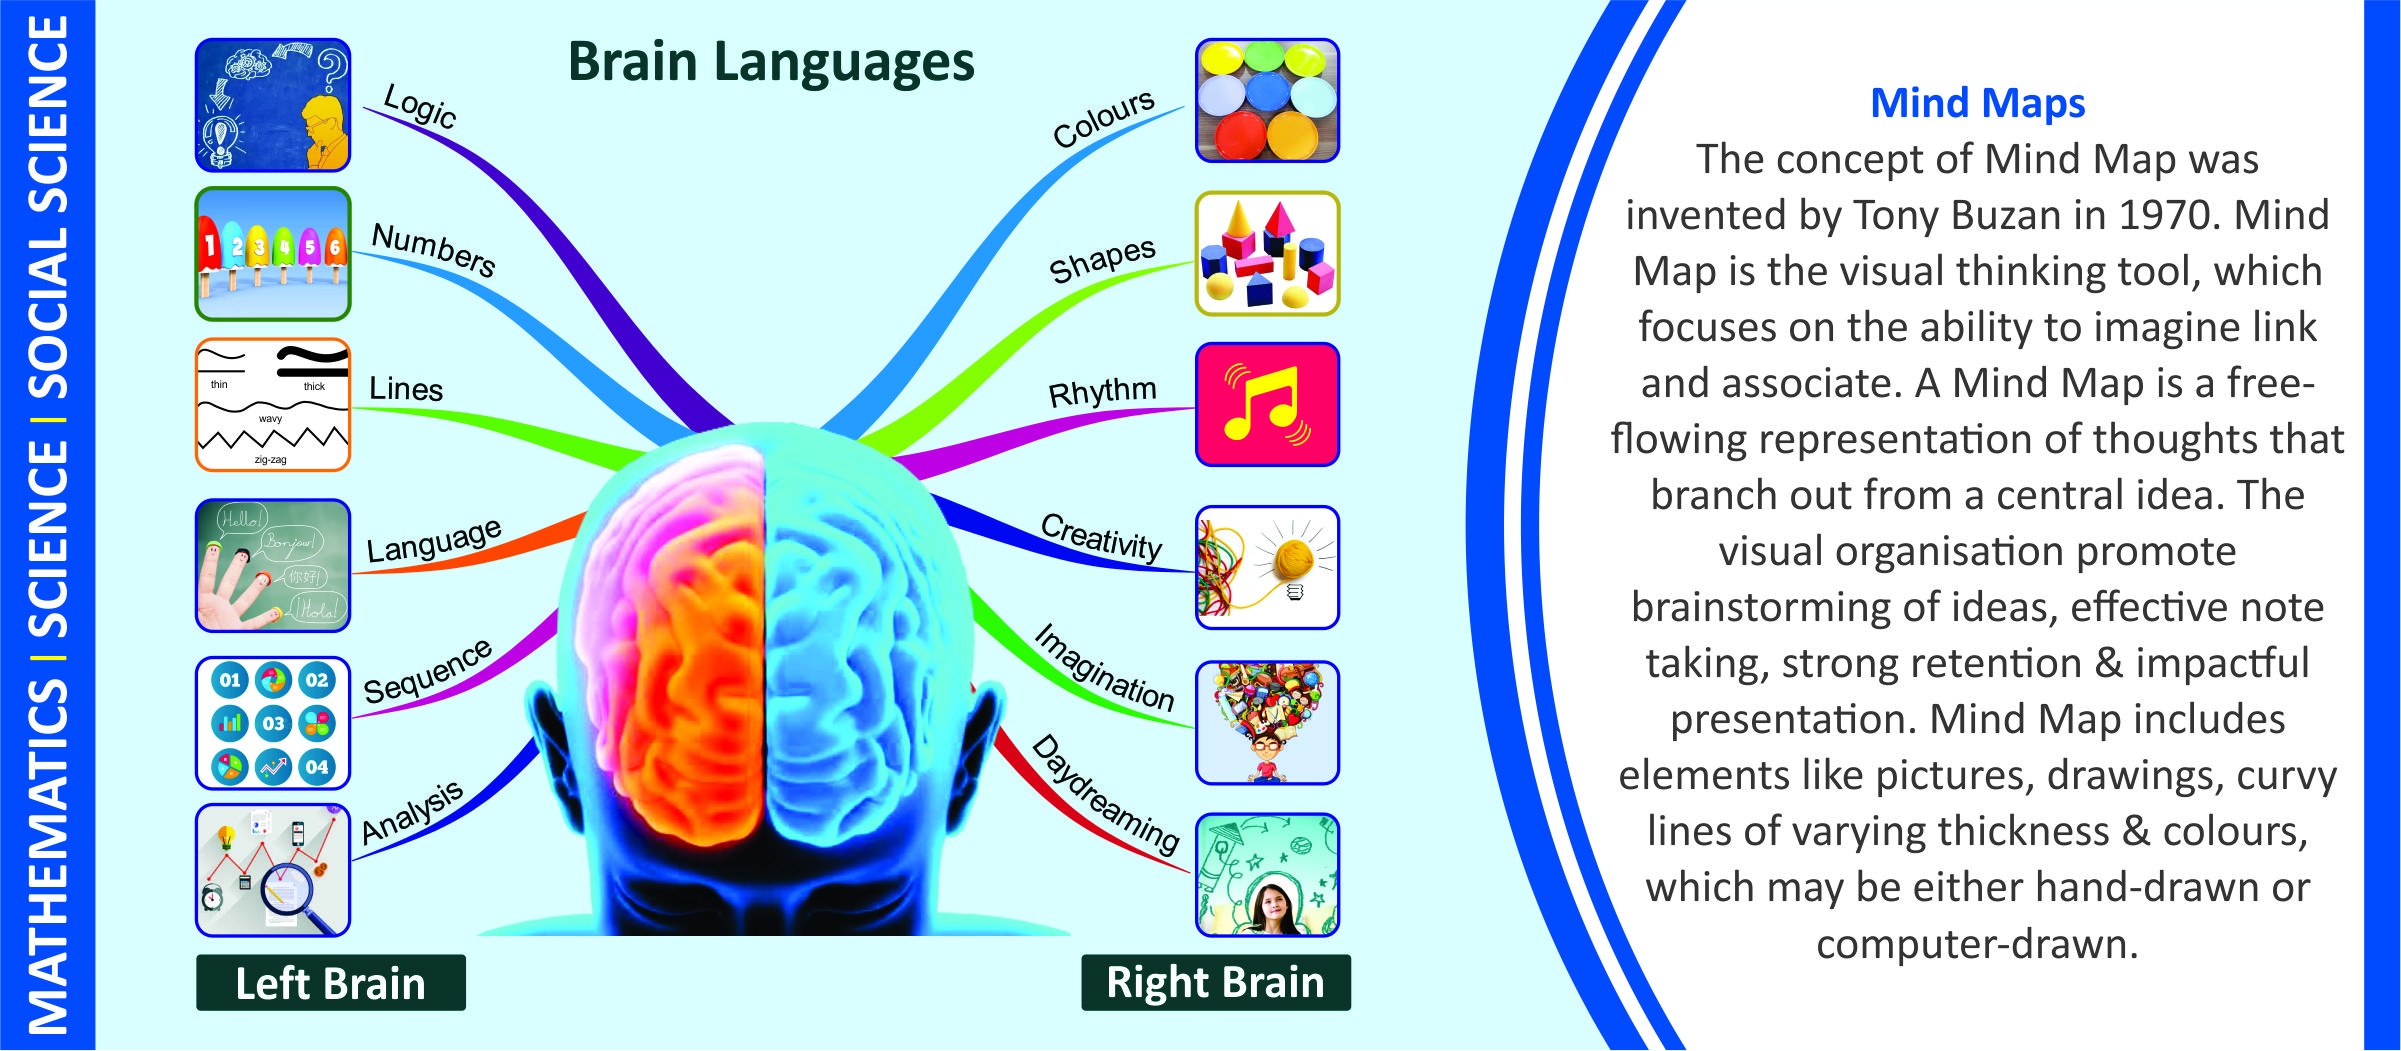 MATHEMATICS | SCIENCE | SOCIAL SCIENCE
Brain Languages
Logic
Numbers
1 2 3 4 5 6
Lines
thin
thick
wavy
zig-zag
Language
Hello!
Bonjour!
你好!
¡Hola!
Sequence
01
02
03
04
Analysis
Left Brain
Colours
Shapes
Rhythm
Creativity
Imagination
Daydreaming
Right Brain
Mind Maps
The concept of Mind Map was
invented by Tony Buzan in 1970. Mind
Map is the visual thinking tool, which
focuses on the ability to imagine link
and associate. A Mind Map is a free-
flowing representation of thoughts that
branch out from a central idea. The
visual organisation promote
brainstorming of ideas, effective note
taking, strong retention & impactful
presentation. Mind Map includes
elements like pictures, drawings, curvy
lines of varying thickness & colours,
which may be either hand-drawn or
computer-drawn.